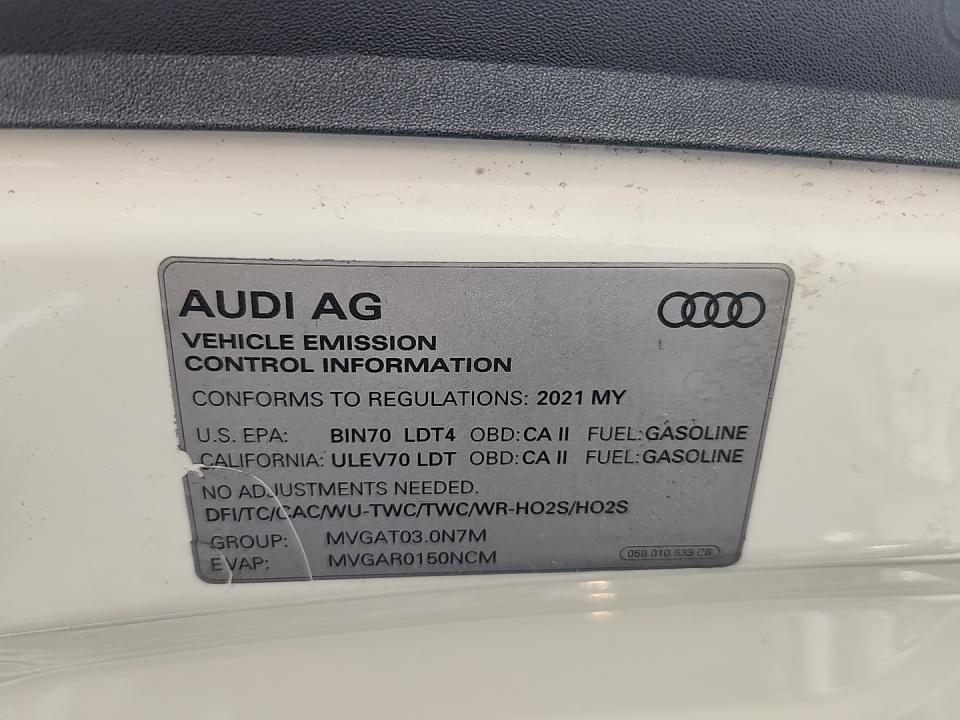 AUDI AG
VEHICLE EMISSION
CONTROL INFORMATION
CONFORMS TO REGULATIONS: 2021 MY
U.S. EPA: BIN70 LDT4 OBD: CA II FUEL: GASOLINE
CALIFORNIA: ULEV70 LDT OBD: CA II FUEL: GASOLINE
NO ADJUSTMENTS NEEDED.
DFI/TC/CAC/WU-TWC/TWC/WR-HO2S/HO2S
GROUP: MVGAT03.0N7M
EVAP: MVGAR0150NCM
059 010 533 CS